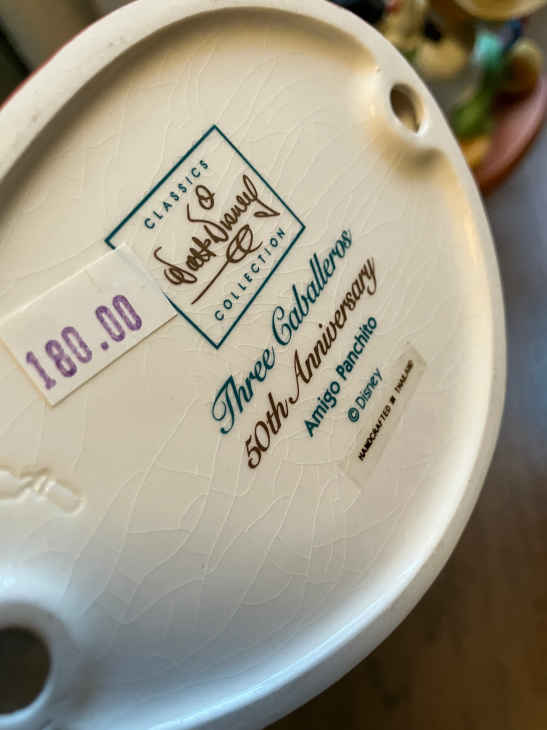 CLASSICS
Walt Disney
COLLECTION
180.00
Three Caballeros
50th Anniversary
Amigo Panchito
© Disney
HANDCRAFTED IN THAILAND